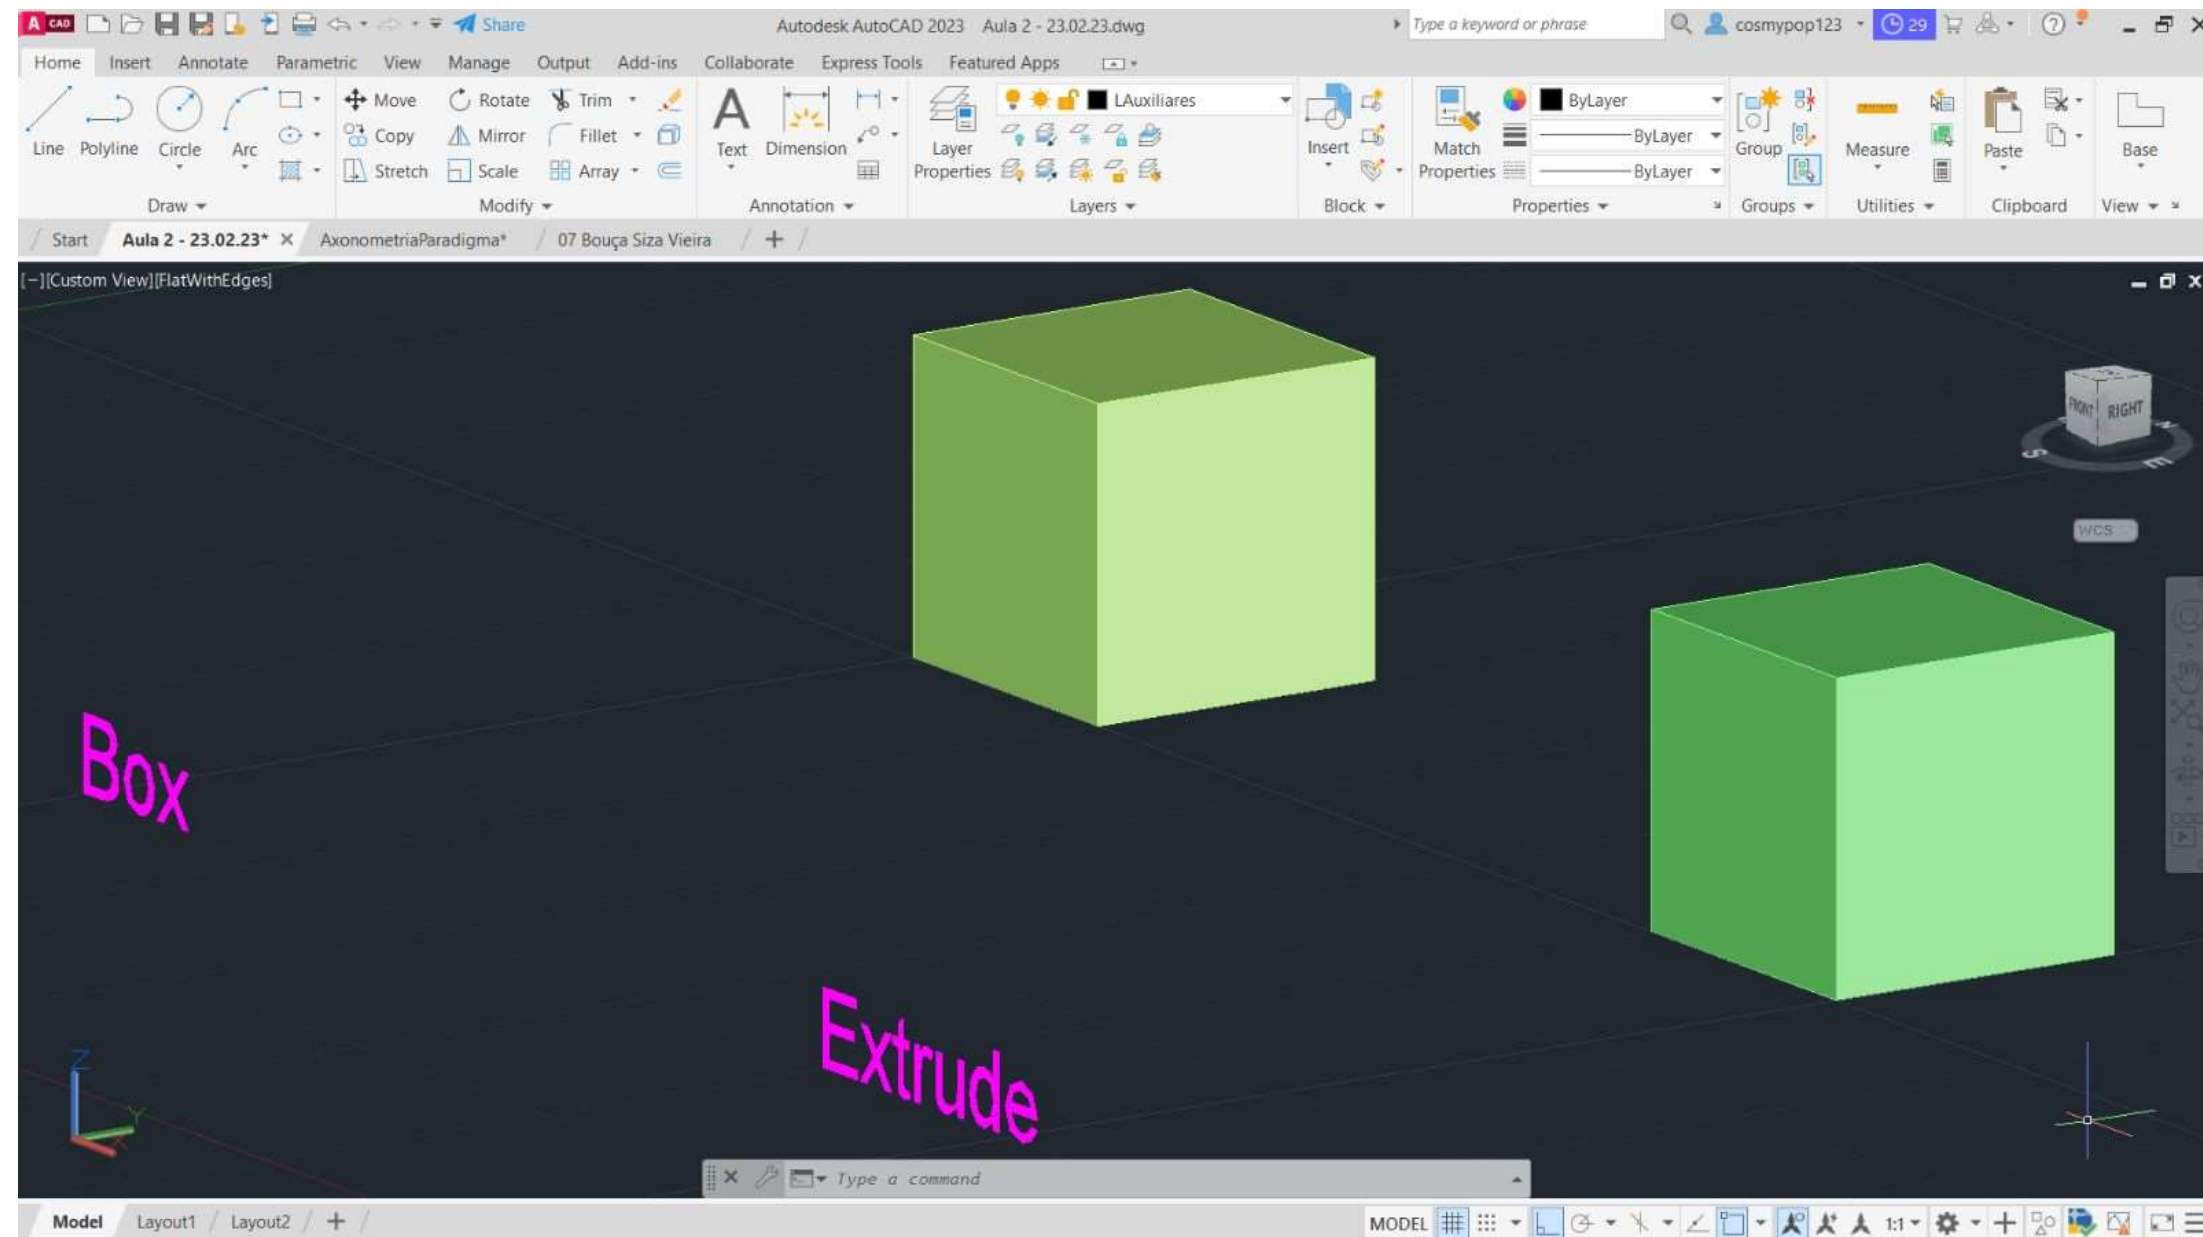 A CAD Share Autodesk AutoCAD 2023 Aula 2 - 23.02.23.dwg Type a keyword or phrase cosmypop123 29
Home Insert Annotate Parametric View Manage Output Add-ins Collaborate Express Tools Featured Apps
Move Rotate Trim LAuxiliares ByLayer
Copy Mirror Fillet ByLayer
Line Polyline Circle Arc Text Dimension Layer Insert Match Group Measure Paste Base
Stretch Scale Array Properties Properties ByLayer
Draw Modify Annotation Layers Block Properties Groups Utilities Clipboard View
Start Aula 2 - 23.02.23* AxonometriaParadigma* 07 Bouça Siza Vieira
[−][Custom View][FlatWithEdges]
FRONT RIGHT
N
S E
WCS
Box
Extrude
Z
Y
X
Type a command
Model Layout1 Layout2 MODEL 1:1